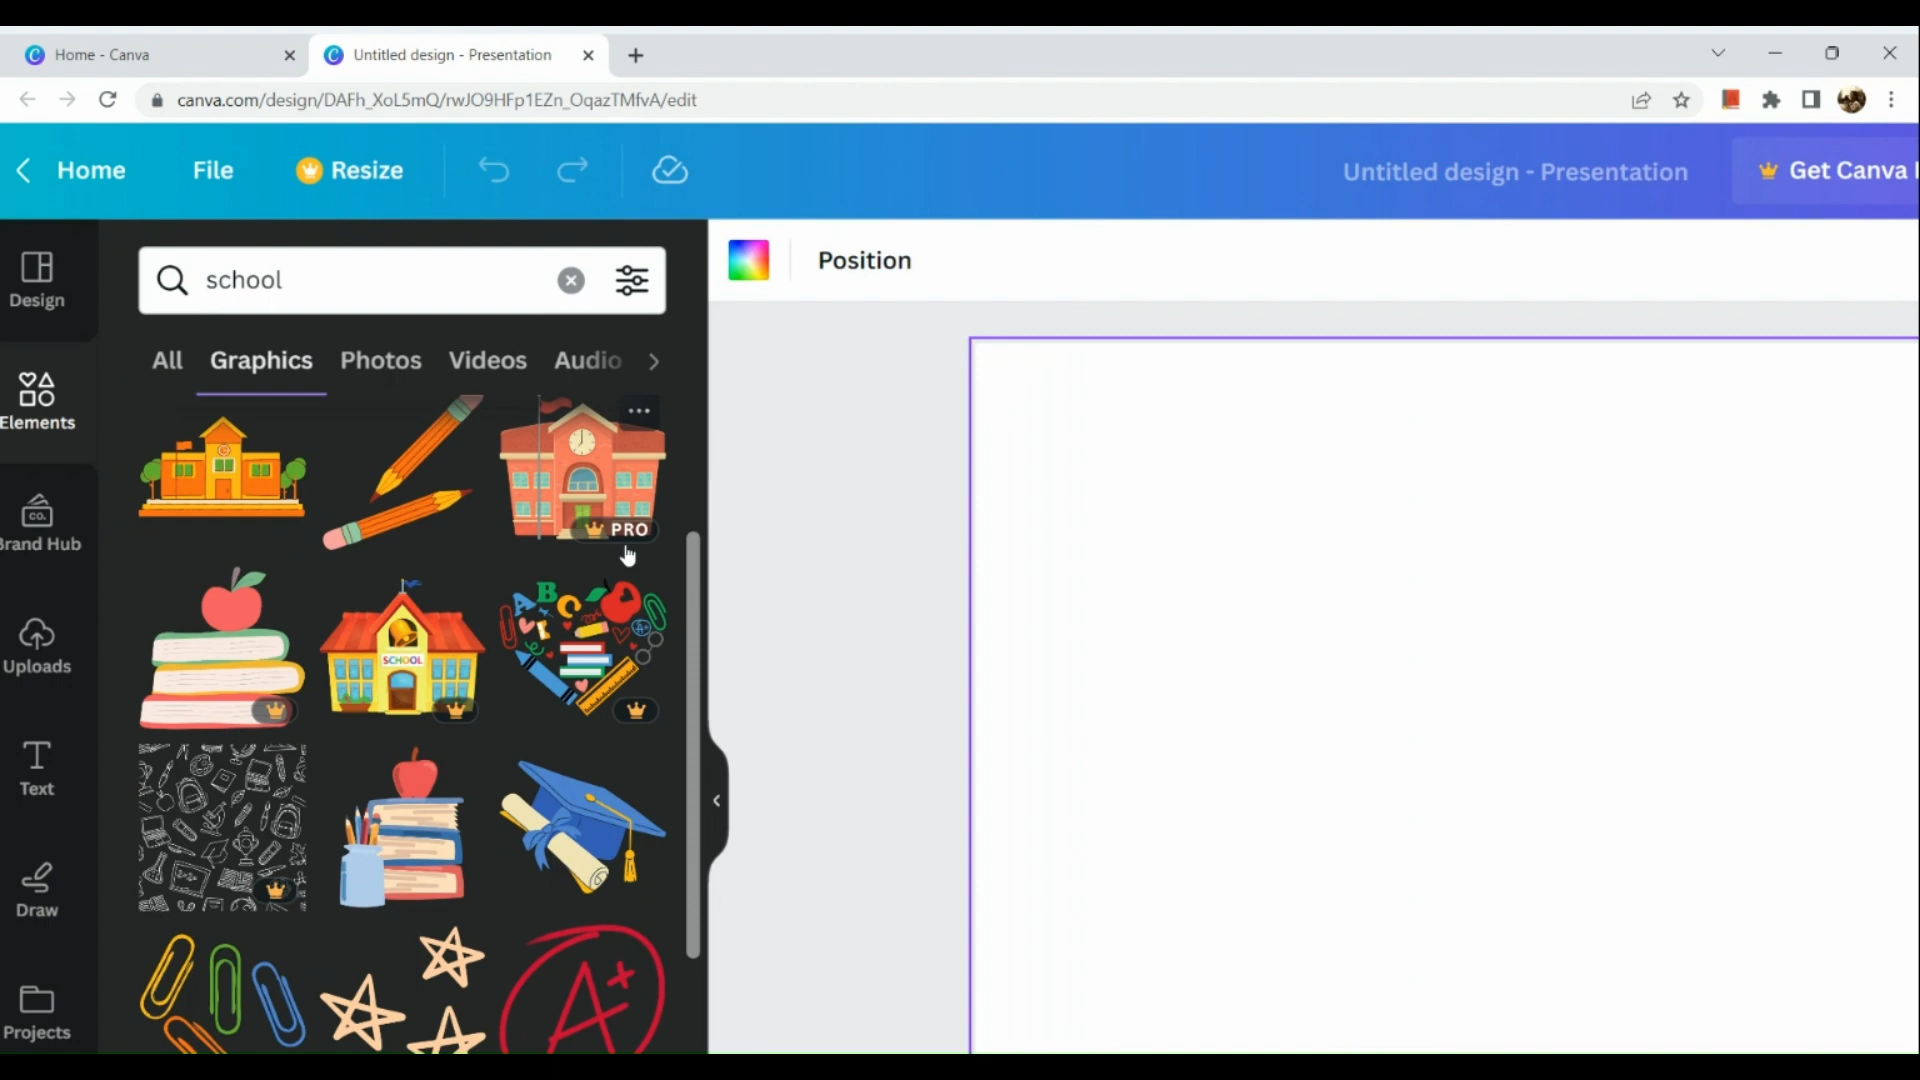 Home - Canva
Untitled design - Presentation
canva.com/design/DAFh_XoL5mQ/rwJO9HFp1EZn_OqazTMfvA/edit
Home
File
Resize
Untitled design - Presentation
Get Canva
school
Position
Design
All
Graphics
Photos
Videos
Audio
Elements
PRO
CO.
Brand Hub
A B C
SCHOOL
A+
Uploads
Text
Draw
A+
Projects